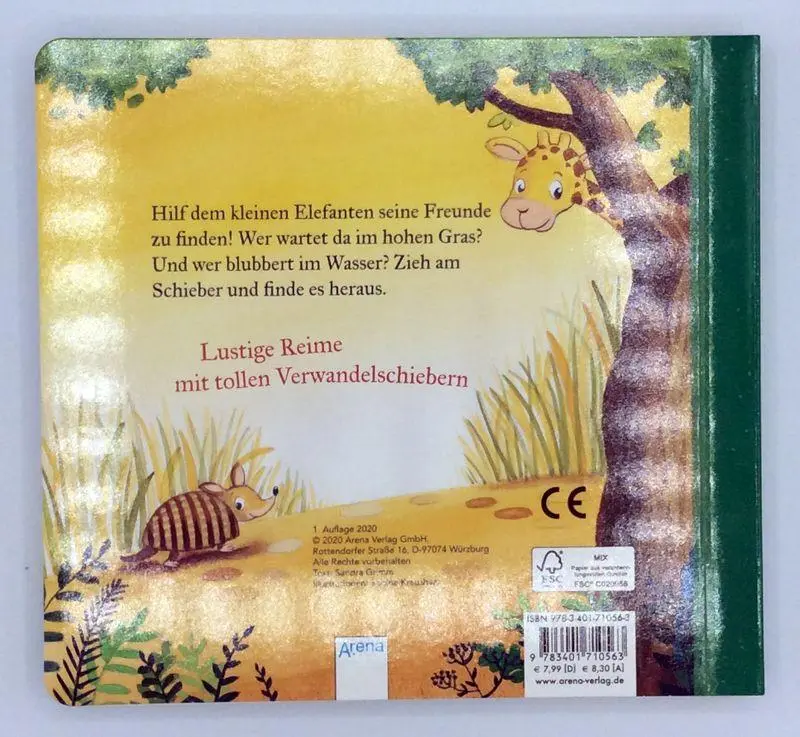 Hilf dem kleinen Elefanten seine Freunde
zu finden! Wer wartet da im hohen Gras?
Und wer blubbert im Wasser? Zieh am
Schieber und finde es heraus.
Lustige Reime
mit tollen Verwandelschiebern
CE
1. Auflage 2020
© 2020 Arena Verlag GmbH,
Rottendorfer Straße 16, D-97074 Würzburg
Alle Rechte vorbehalten
Text: Sandra Grimm
Illustrationen:
FSC
MIX
Papier aus
FSC®
ISBN 978-3-401-71056-3
9 783401 710563
€ 7,99 [D] € 8,30 [A]
www.arena-verlag.de
Arena